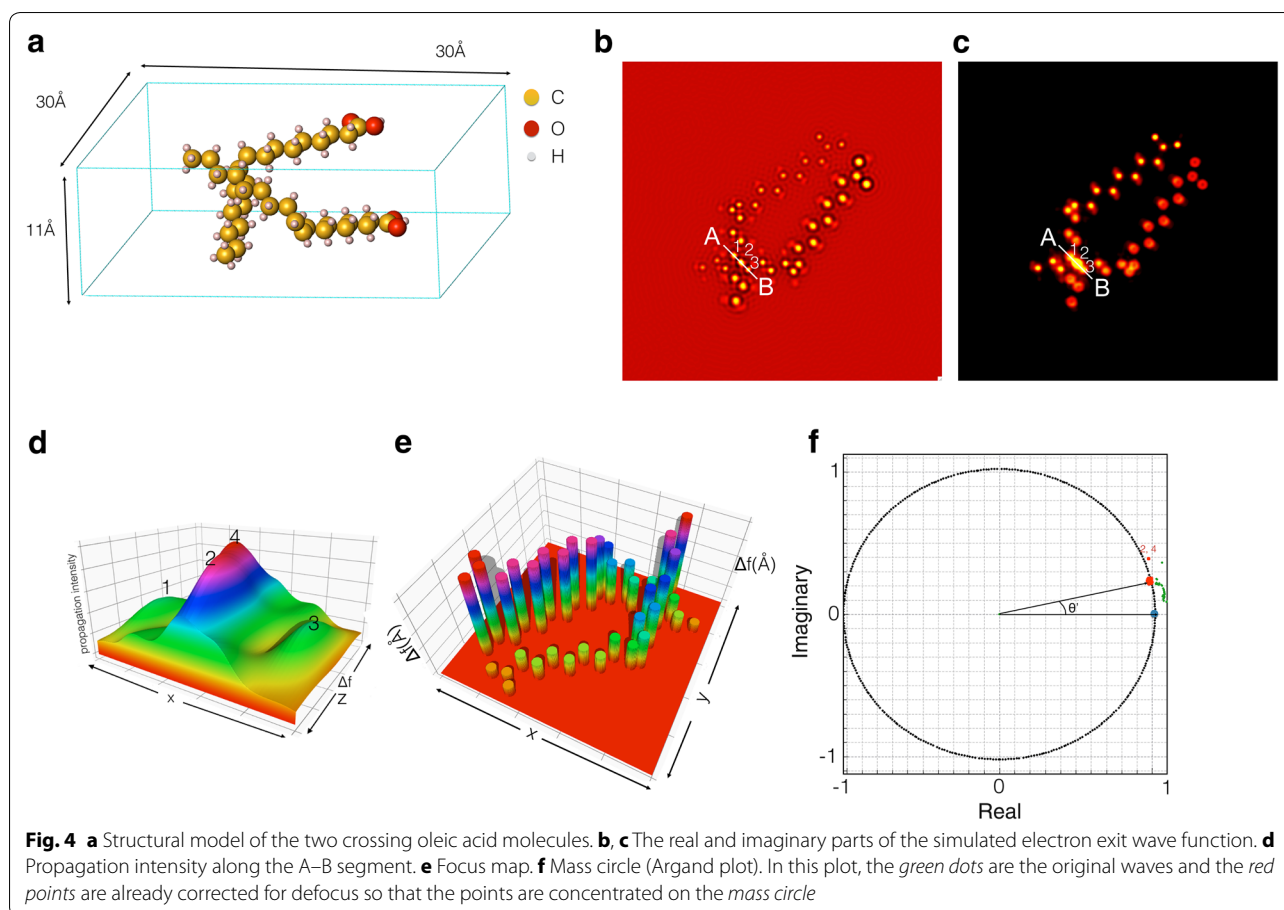 a
30Å
30Å
11Å
C
O
H
b
A
1
2
3
B
c
A
1
2
3
B
d
propagation intensity
1
2
4
3
x
Δf
Z
e
Δf(Å)
Δf(Å)
x
y
f
Imaginary
1
0
-1
-1
0
1
Real
2, 4
θ'
Fig. 4 a Structural model of the two crossing oleic acid molecules. b, c The real and imaginary parts of the simulated electron exit wave function. d
Propagation intensity along the A–B segment. e Focus map. f Mass circle (Argand plot). In this plot, the green dots are the original waves and the red
points are already corrected for defocus so that the points are concentrated on the mass circle